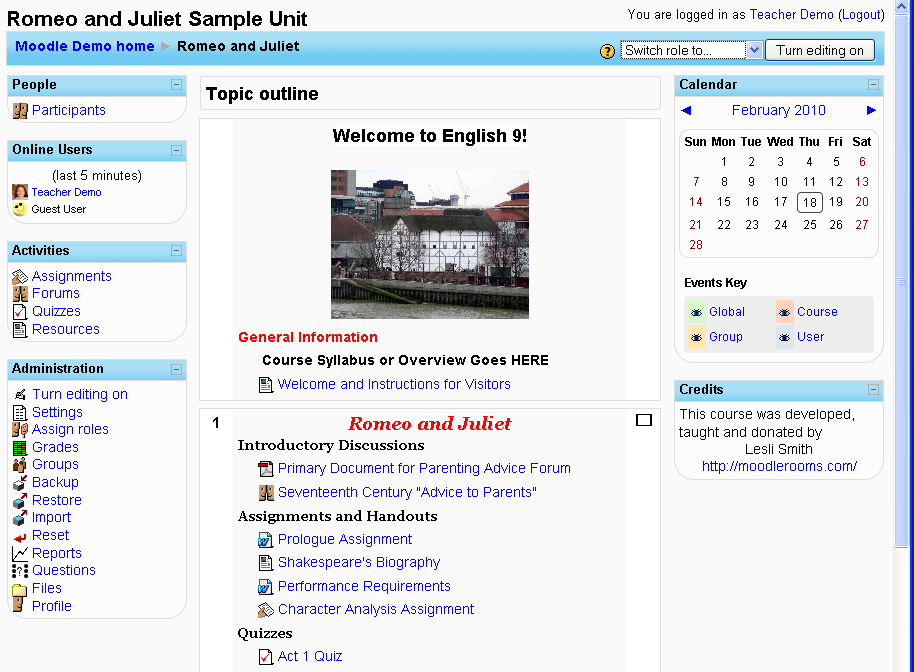 Romeo and Juliet Sample Unit
You are logged in as Teacher Demo (Logout)
Moodle Demo home ► Romeo and Juliet
? Switch role to... Turn editing on
People
Participants
Online Users
(last 5 minutes)
Teacher Demo
Guest User
Activities
Assignments
Forums
Quizzes
Resources
Administration
Turn editing on
Settings
Assign roles
Grades
Groups
Backup
Restore
Import
Reset
Reports
Questions
Files
Profile
Topic outline
Welcome to English 9!
General Information
Course Syllabus or Overview Goes HERE
Welcome and Instructions for Visitors
1 Romeo and Juliet
Introductory Discussions
Primary Document for Parenting Advice Forum
Seventeenth Century "Advice to Parents"
Assignments and Handouts
Prologue Assignment
Shakespeare's Biography
Performance Requirements
Character Analysis Assignment
Quizzes
Act 1 Quiz
Calendar
◄ February 2010 ►
Sun Mon Tue Wed Thu Fri Sat
1 2 3 4 5 6
7 8 9 10 11 12 13
14 15 16 17 18 19 20
21 22 23 24 25 26 27
28
Events Key
Global Course
Group User
Credits
This course was developed,
taught and donated by
Lesli Smith
http://moodlerooms.com/